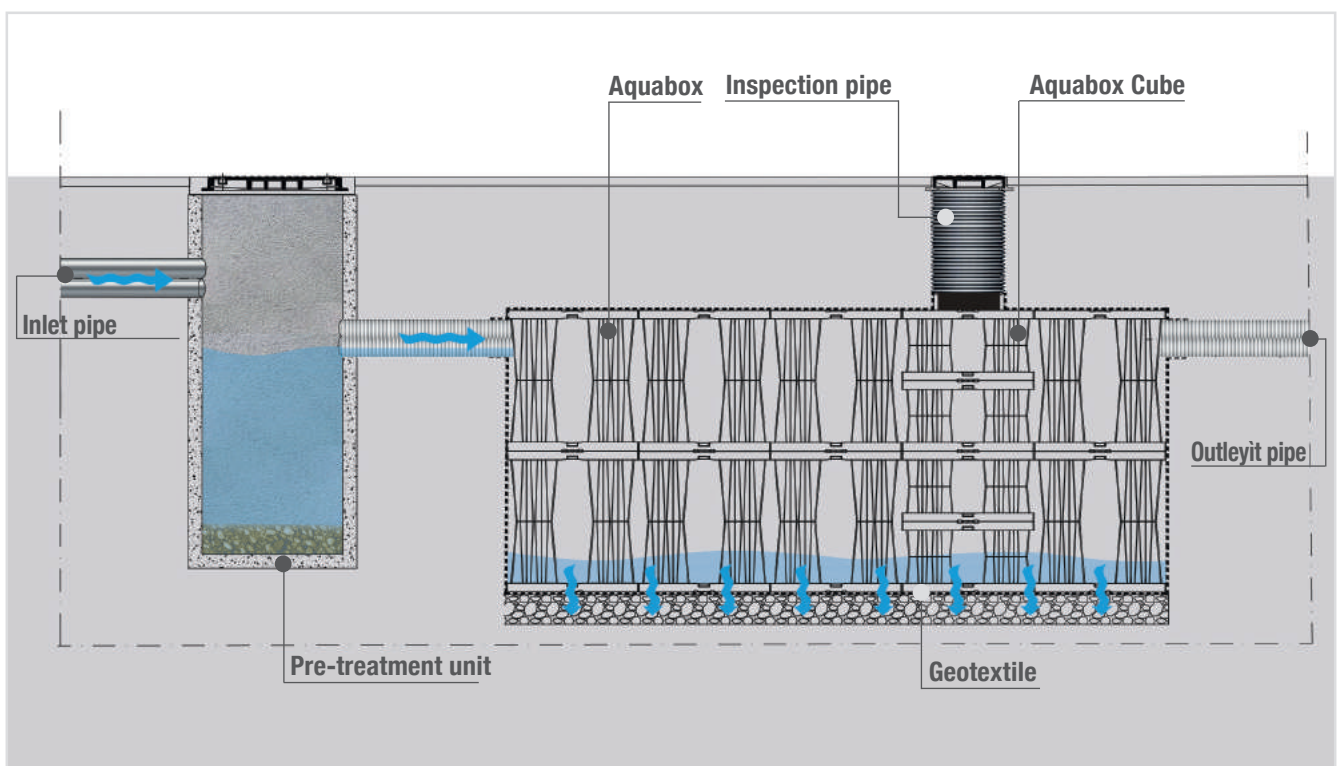 Aquabox
Inspection pipe
Aquabox Cube
Inlet pipe
Outleyìt pipe
Pre-treatment unit
Geotextile